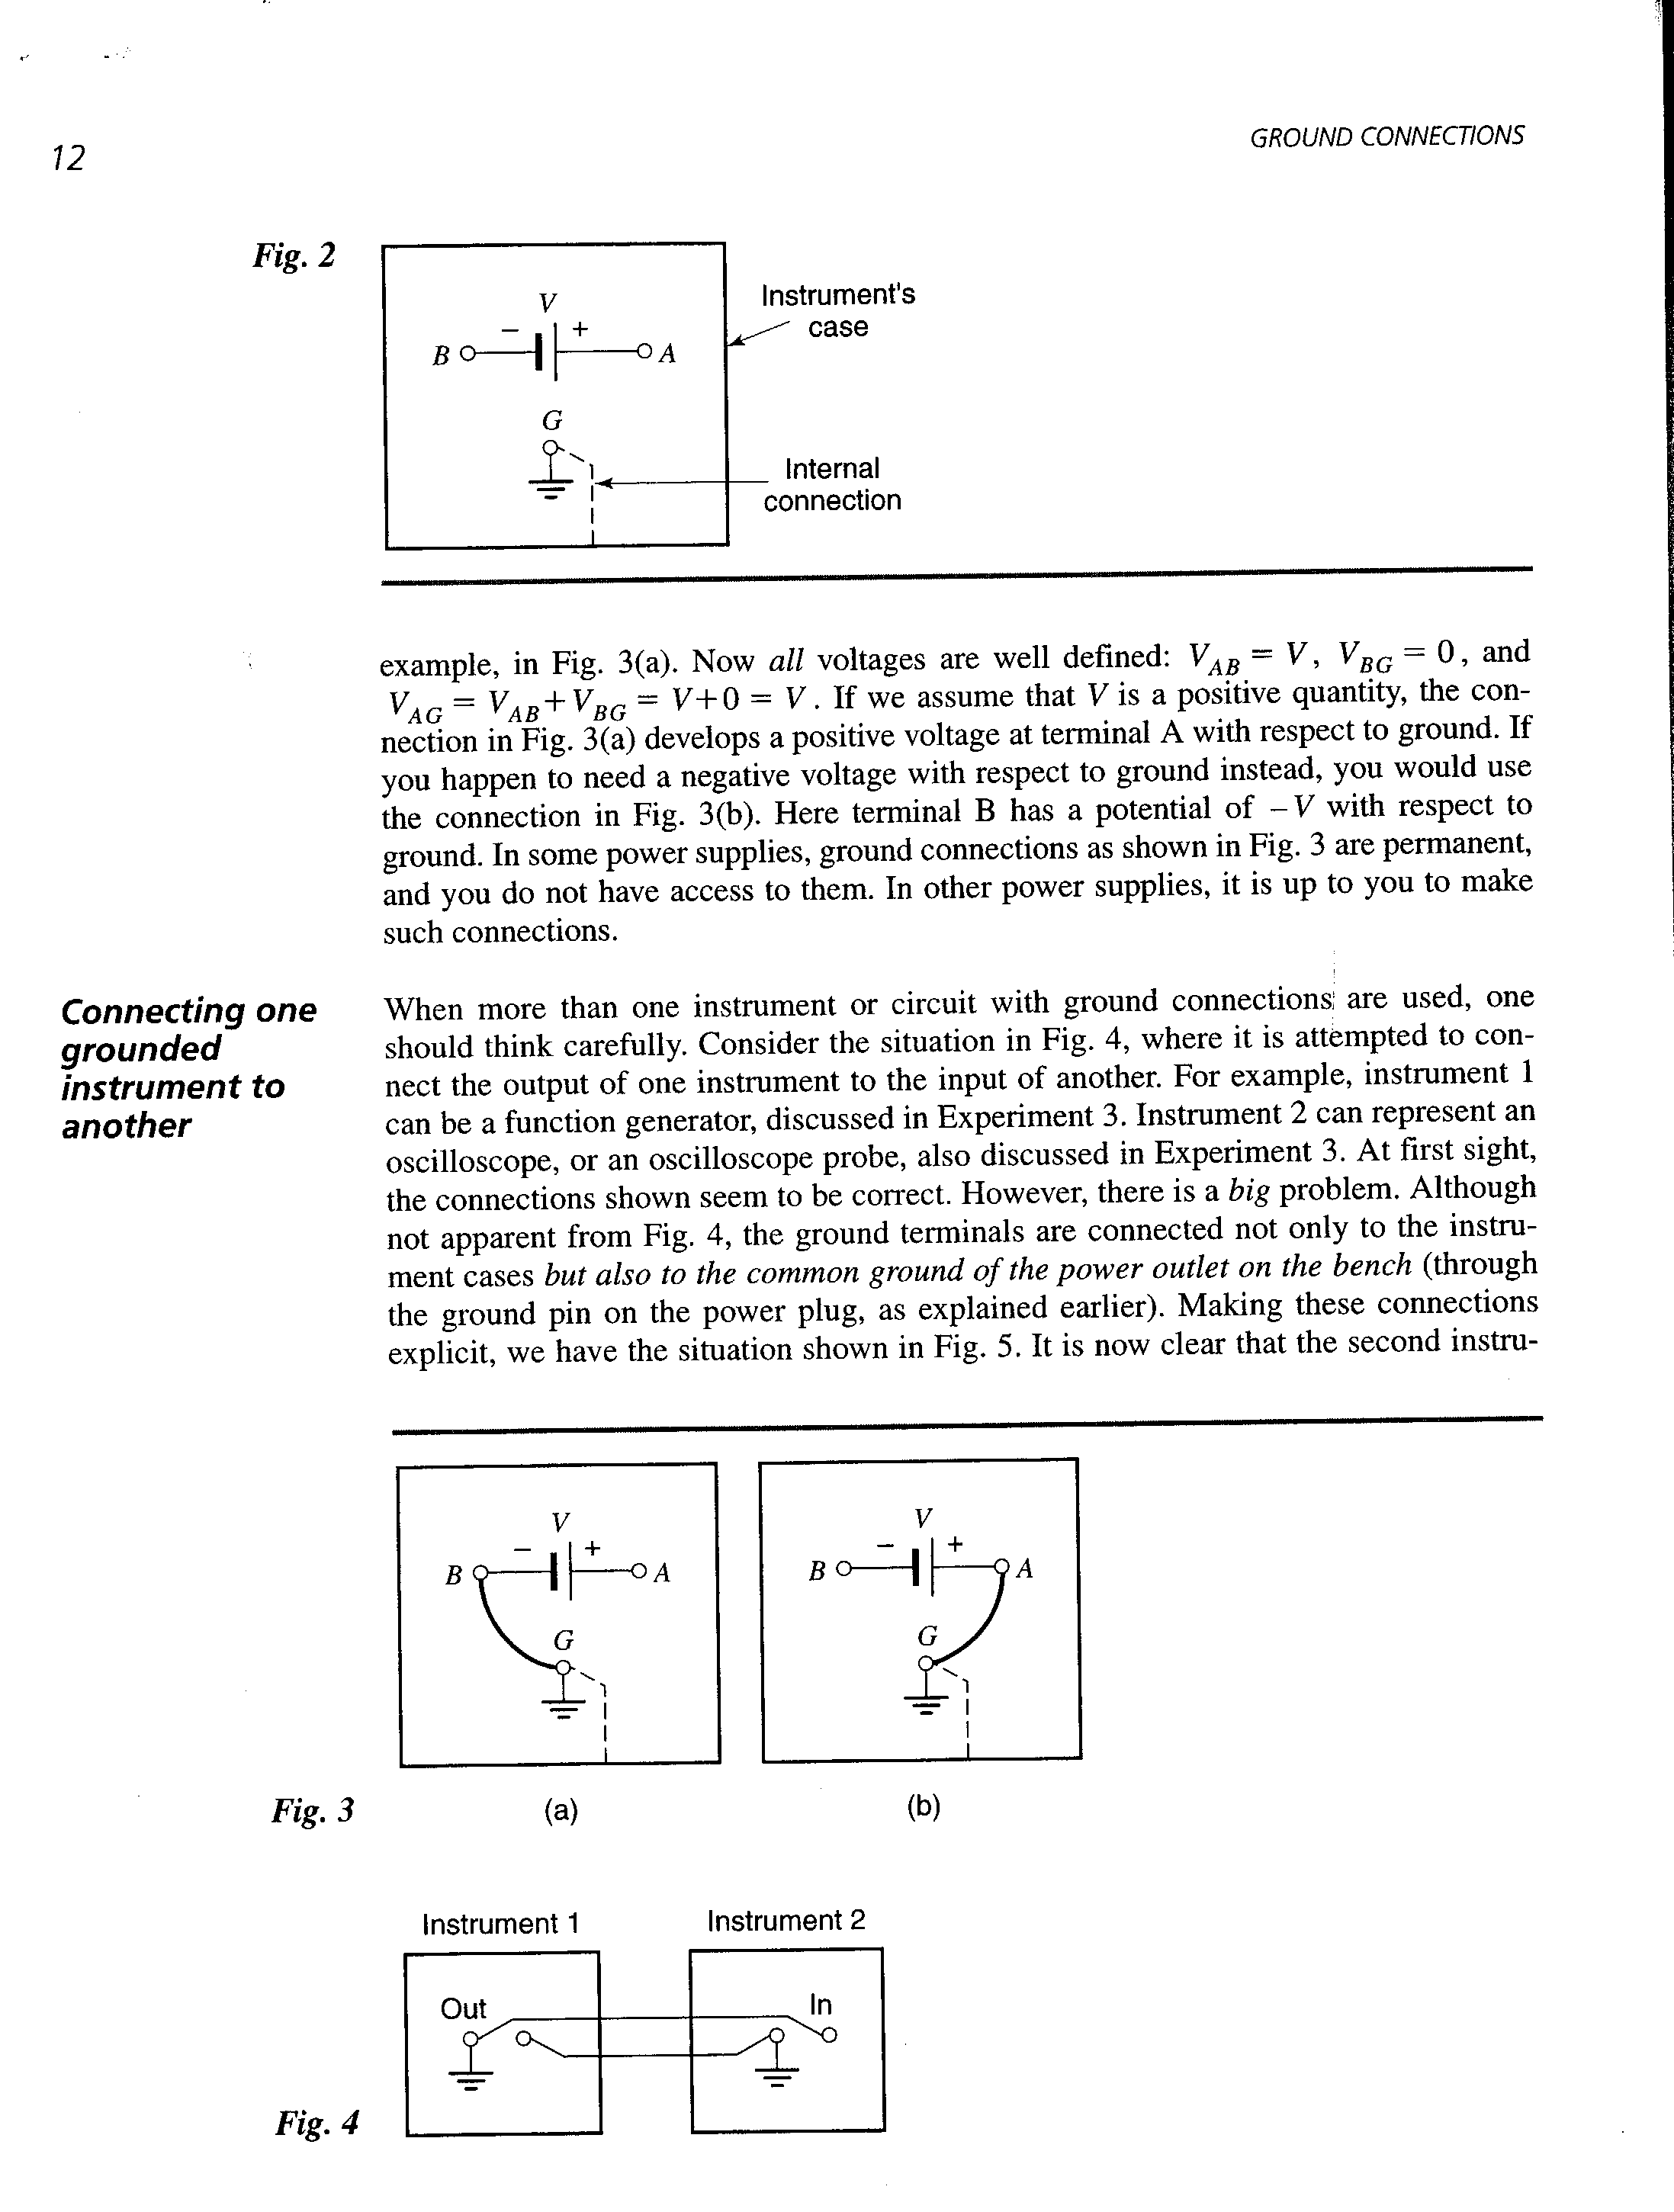 12
GROUND CONNECTIONS
Fig. 2
V
− +
B A
G
Instrument's
case
Internal
connection
example, in Fig. 3(a). Now all voltages are well defined: V_AB = V, V_BG = 0, and
V_AG = V_AB + V_BG = V+0 = V. If we assume that V is a positive quantity, the con-
nection in Fig. 3(a) develops a positive voltage at terminal A with respect to ground. If
you happen to need a negative voltage with respect to ground instead, you would use
the connection in Fig. 3(b). Here terminal B has a potential of −V with respect to
ground. In some power supplies, ground connections as shown in Fig. 3 are permanent,
and you do not have access to them. In other power supplies, it is up to you to make
such connections.
Connecting one
grounded
instrument to
another
When more than one instrument or circuit with ground connections are used, one
should think carefully. Consider the situation in Fig. 4, where it is attempted to con-
nect the output of one instrument to the input of another. For example, instrument 1
can be a function generator, discussed in Experiment 3. Instrument 2 can represent an
oscilloscope, or an oscilloscope probe, also discussed in Experiment 3. At first sight,
the connections shown seem to be correct. However, there is a big problem. Although
not apparent from Fig. 4, the ground terminals are connected not only to the instru-
ment cases but also to the common ground of the power outlet on the bench (through
the ground pin on the power plug, as explained earlier). Making these connections
explicit, we have the situation shown in Fig. 5. It is now clear that the second instru-
V
− +
B A
G
V
− +
B A
G
Fig. 3
(a)
(b)
Instrument 1
Instrument 2
Out
In
Fig. 4